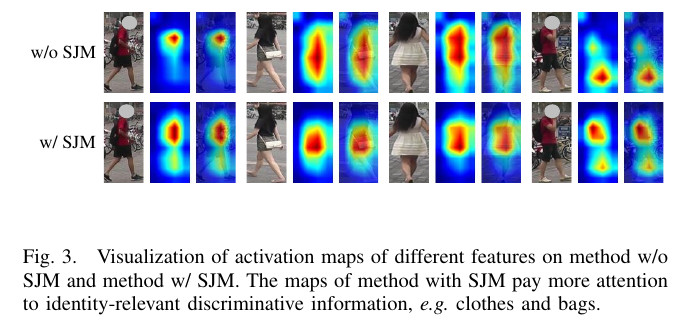 w/o SJM
w/ SJM
Fig. 3. Visualization of activation maps of different features on method w/o
SJM and method w/ SJM. The maps of method with SJM pay more attention
to identity-relevant discriminative information, e.g. clothes and bags.